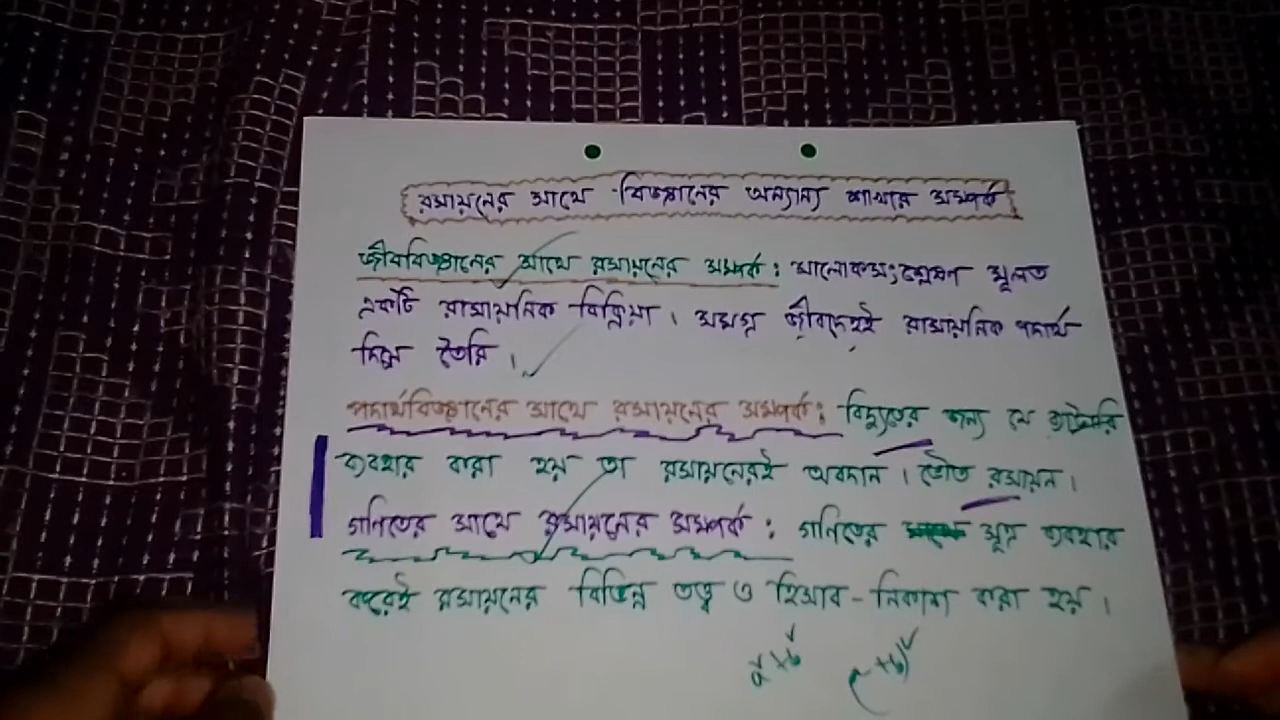 রসায়নের সাথে বিজ্ঞানের অন্যান্য শাখার সম্পর্ক
জীববিজ্ঞানের সাথে রসায়নের সম্পর্ক : সালোকসংশ্লেষণ মূলত
একটি রাসায়নিক বিক্রিয়া । সমগ্র জীবদেহই রাসায়নিক পদার্থ
দিয়ে তৈরি ।
পদার্থবিজ্ঞানের সাথে রসায়নের সম্পর্ক : বিদ্যুতের জন্য যে ব্যাটারি
ব্যবহার করা হয় তা রসায়নেরই অবদান । ভৌত রসায়ন ।
গণিতের সাথে রসায়নের সম্পর্ক : গণিতের সূত্র ব্যবহার
করেই রসায়নের বিভিন্ন তত্ত্ব ও হিসাব - নিকাশ করা হয় ।